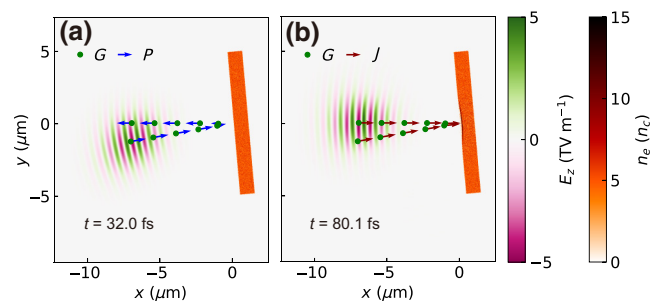 (a)
G P
(b)
G J
5
0
−5
y (μm)
t = 32.0 fs
t = 80.1 fs
−10 −5 0
x (μm)
−10 −5 0
x (μm)
5
0
−5
E_z (TV m⁻¹)
15
10
5
0
n_e (n_c)